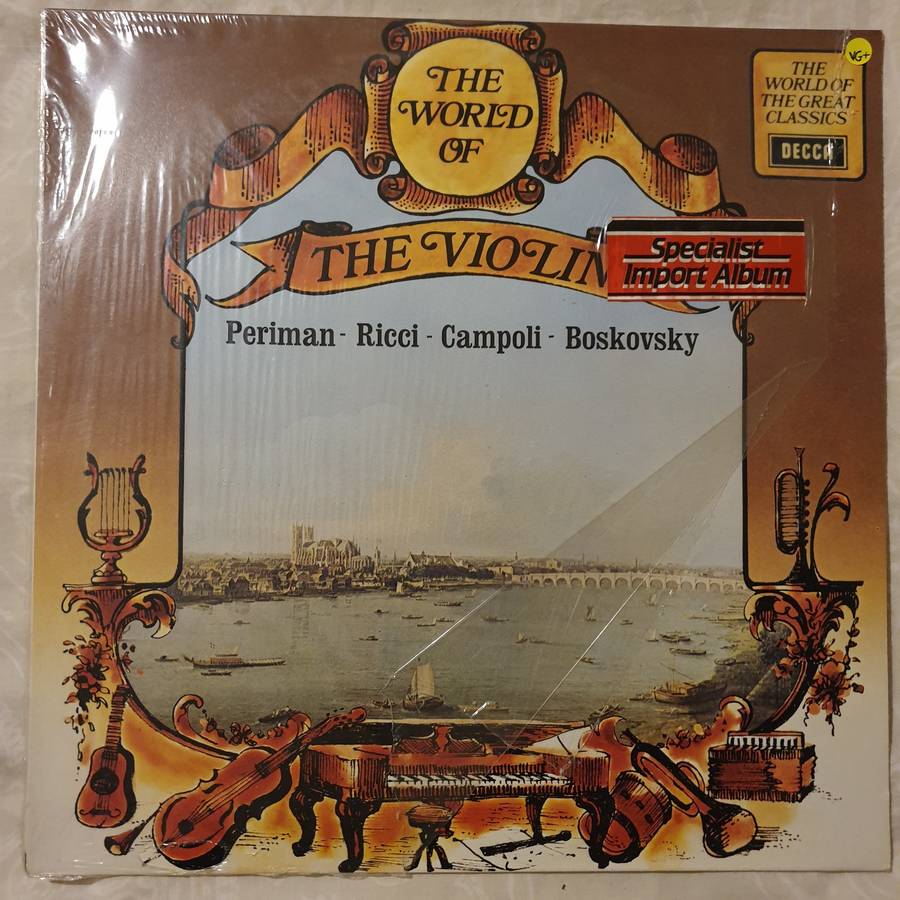 THE
WORLD
OF
THE
WORLD OF
THE GREAT
CLASSICS
DECCA
VG+
THE VIOLIN
Specialist
Import Album
Periman - Ricci - Campoli - Boskovsky